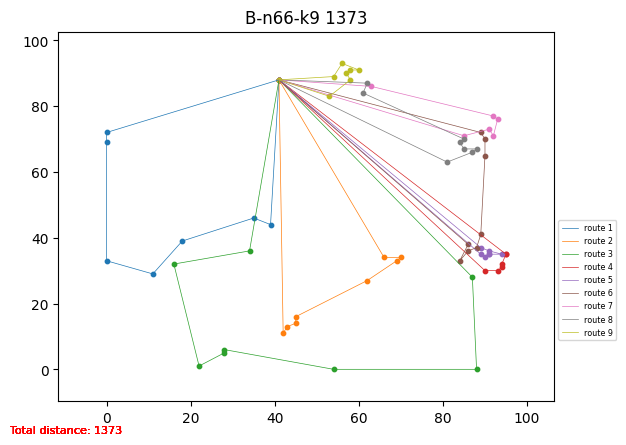 B-n66-k9 1373
100
80
60
40
20
0
0 20 40 60 80 100
route 1
route 2
route 3
route 4
route 5
route 6
route 7
route 8
route 9
Total distance: 1373